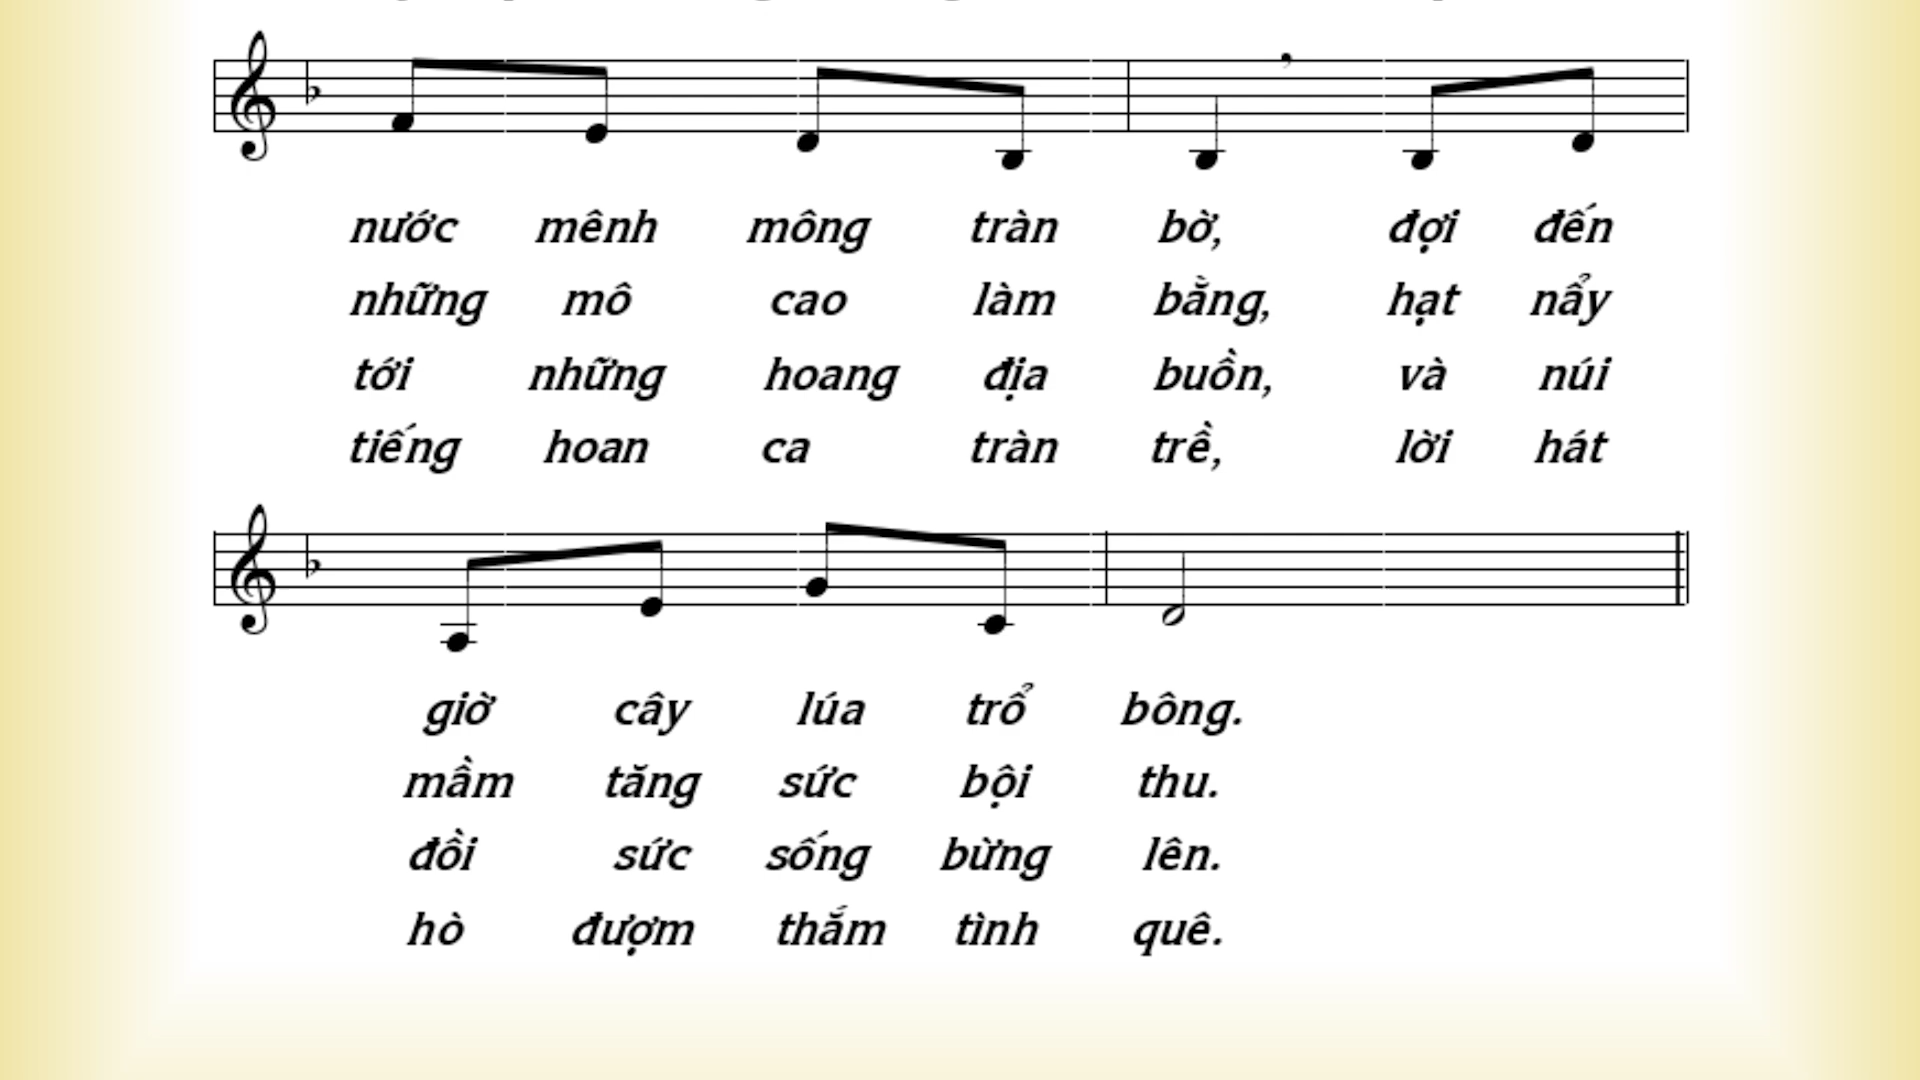 nước mênh mông tràn bờ, đợi đến
những mô cao làm bằng, hạt nẩy
tới những hoang địa buồn, và núi
tiếng hoan ca tràn trề, lời hát
giờ cây lúa trổ bông.
mầm tăng sức bội thu.
đồi sức sống bừng lên.
hò đượm thắm tình quê.